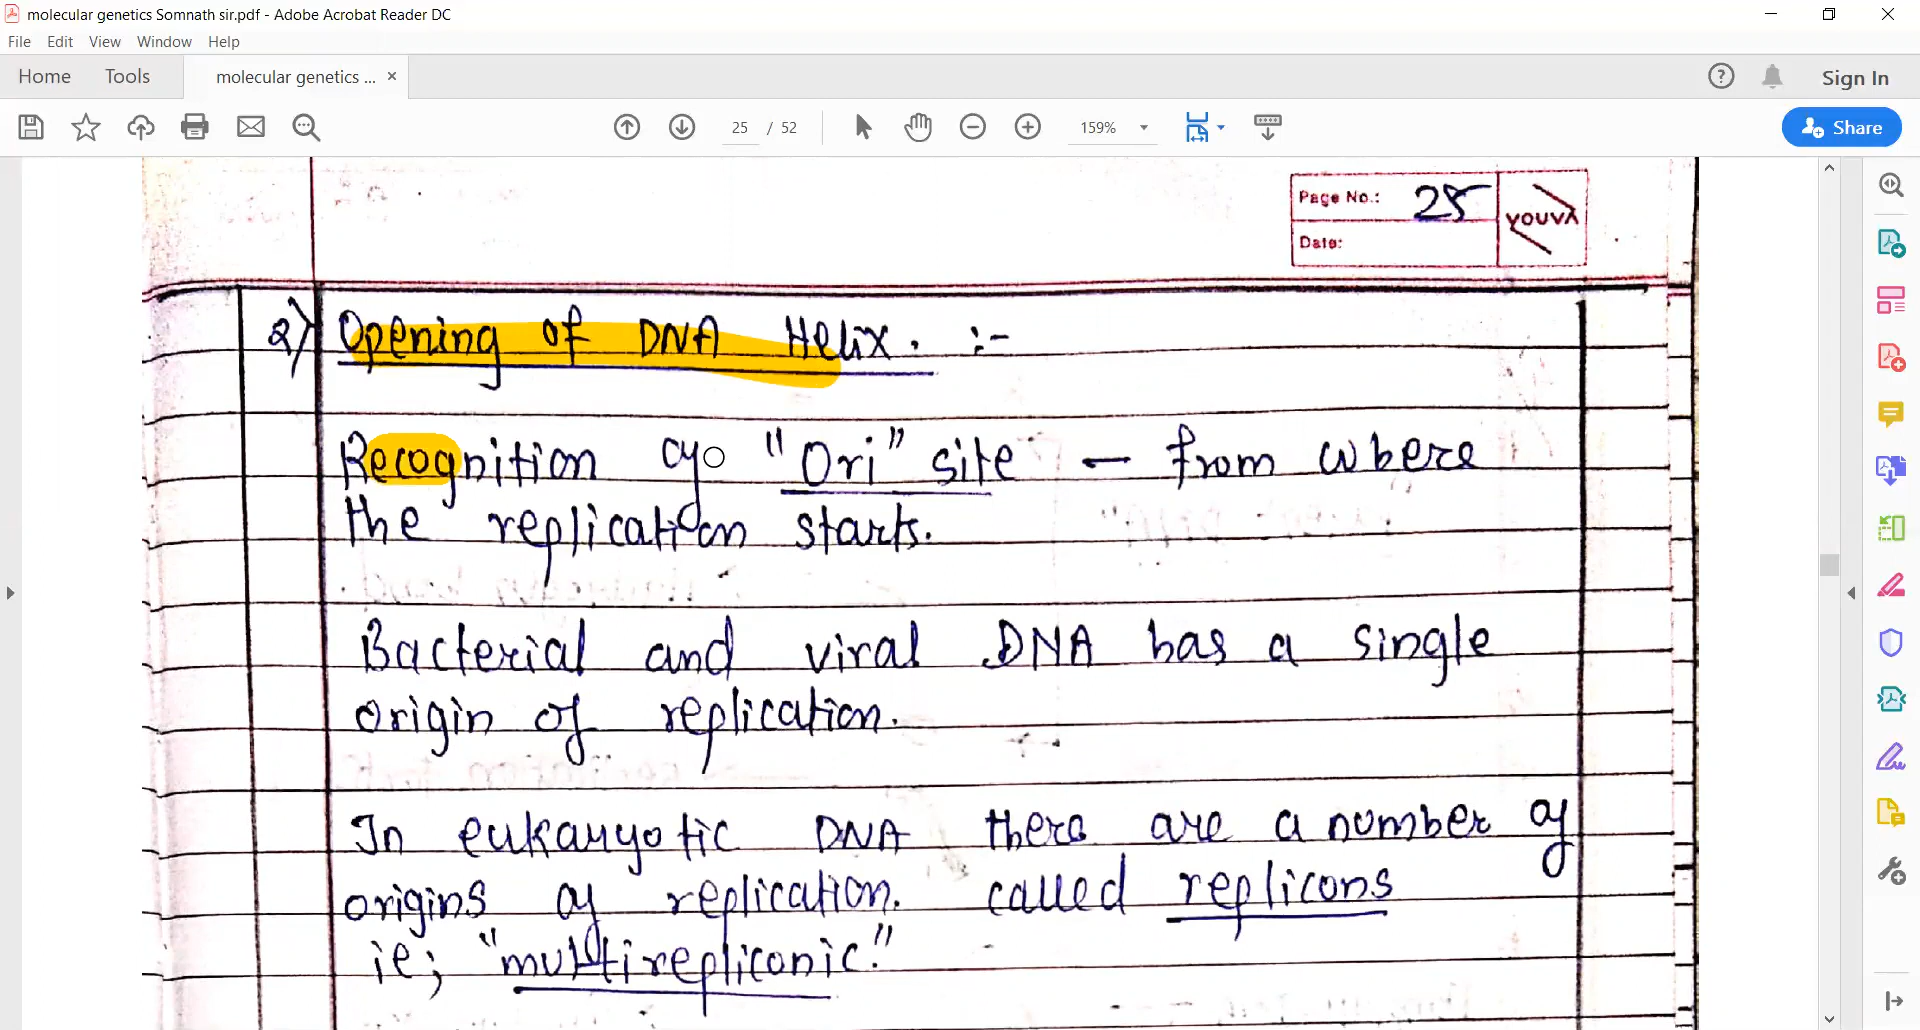 molecular genetics Somnath sir.pdf - Adobe Acrobat Reader DC
File Edit View Window Help
Home Tools molecular genetics ... × Sign In
25 / 52 159% Share
Page No.: 25
YOUVA
Date:
2) Opening of DNA Helix. :-
Recognition of "Ori" site - from where
the replication starts.
Bacterial and viral DNA has a single
origin of replication.
In eukaryotic DNA there are a number of
origins of replication. called replicons
ie; "multirepliconic."